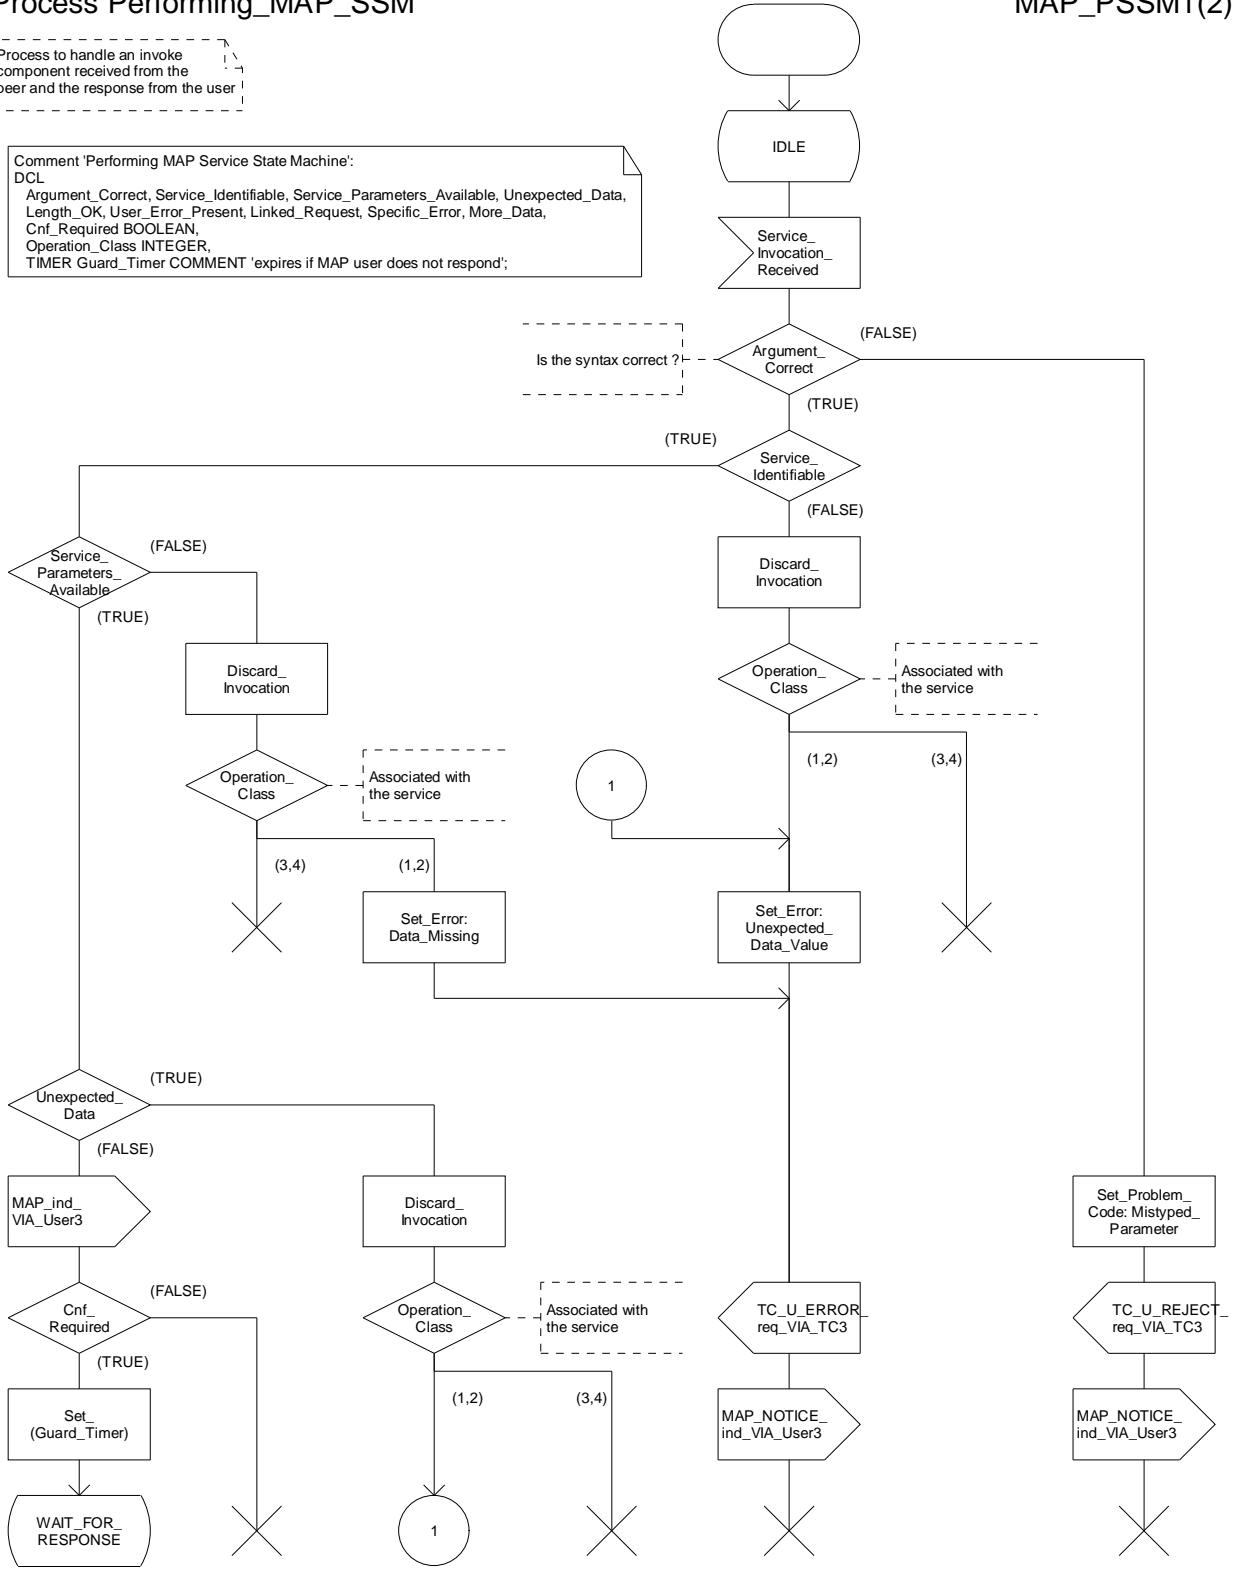 Process Performing_MAP_SSM
MAP_PSSM1(2)
Process to handle an invoke
component received from the
peer and the response from the user
Comment 'Performing MAP Service State Machine':
DCL
Argument_Correct, Service_Identifiable, Service_Parameters_Available, Unexpected_Data,
Length_OK, User_Error_Present, Linked_Request, Specific_Error, More_Data,
Cnf_Required BOOLEAN,
Operation_Class INTEGER,
TIMER Guard_Timer COMMENT 'expires if MAP user does not respond';
IDLE
Service_
Invocation_
Received
Is the syntax correct ?
Argument_
Correct
(FALSE)
(TRUE)
(TRUE)
Service_
Identifiable
(FALSE)
Service_
Parameters_
Available
(FALSE)
(TRUE)
Discard_
Invocation
Discard_
Invocation
Operation_
Class
Associated with
the service
Operation_
Class
Associated with
the service
1
(1,2)
(3,4)
(3,4)
(1,2)
Set_Error:
Data_Missing
Set_Error:
Unexpected_
Data_Value
Unexpected_
Data
(TRUE)
(FALSE)
MAP_ind_
VIA_User3
Discard_
Invocation
Set_Problem_
Code: Mistyped_
Parameter
Cnf_
Required
(FALSE)
(TRUE)
Operation_
Class
Associated with
the service
TC_U_ERROR_
req_VIA_TC3
TC_U_REJECT_
req_VIA_TC3
(1,2)
(3,4)
Set_
(Guard_Timer)
MAP_NOTICE_
ind_VIA_User3
MAP_NOTICE_
ind_VIA_User3
WAIT_FOR_
RESPONSE
1